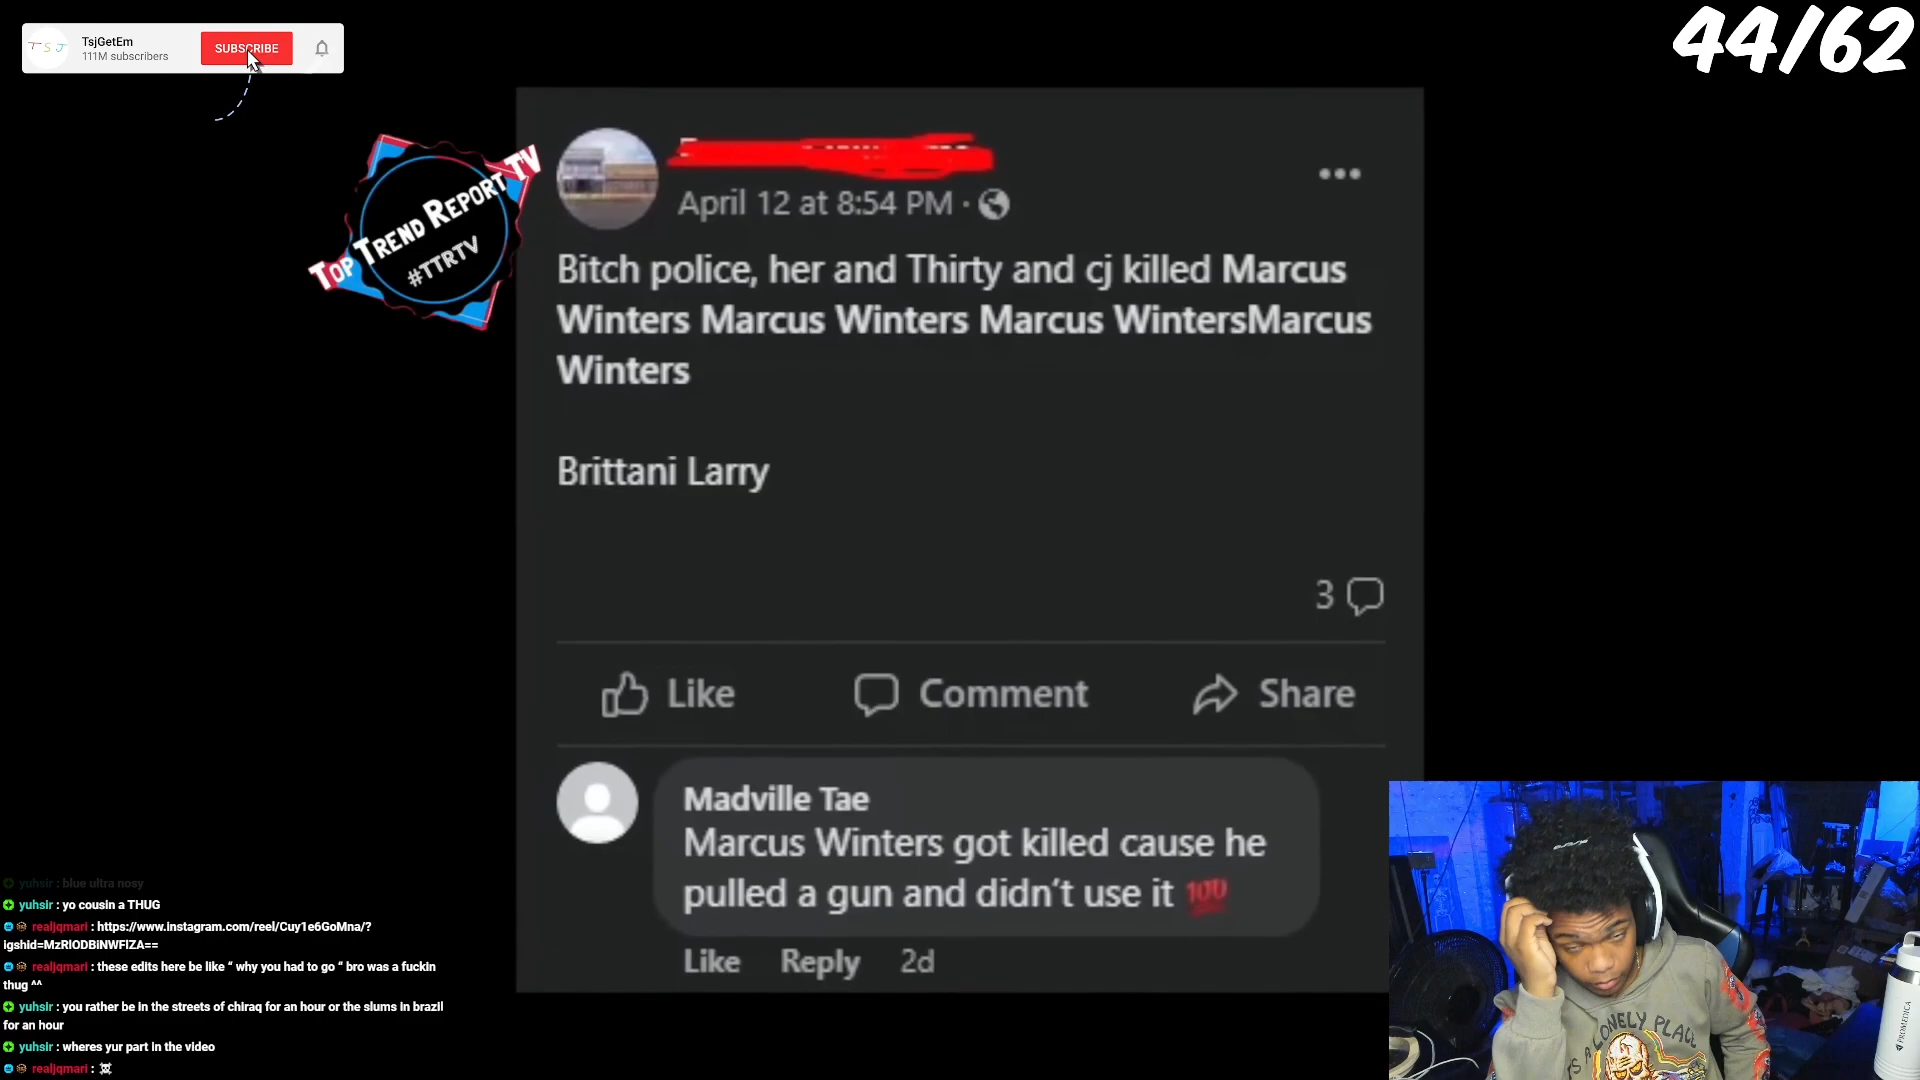 TSJ
TsjGetEm
111M subscribers
SUBSCRIBE
44/62
TOP TREND REPORT TV
#TTRTV
April 12 at 8:54 PM ·
Bitch police, her and Thirty and cj killed Marcus
Winters Marcus Winters Marcus WintersMarcus
Winters
Brittani Larry
3
Like
Comment
Share
Madville Tae
Marcus Winters got killed cause he
pulled a gun and didn't use it 💯
Like
Reply
2d
yuhsir : blue ultra nosy
yuhsir : yo cousin a THUG
realjqmari : https://www.instagram.com/reel/Cuy1e6GoMna/?
igshid=MzRlODBiNWFlZA==
realjqmari : these edits here be like “ why you had to go “ bro was a fuckin
thug ^^
yuhsir : you rather be in the streets of chiraq for an hour or the slums in brazil
for an hour
yuhsir : wheres yur part in the video
realjqmari : ☠
LONELY PLACE
PROMEDICA